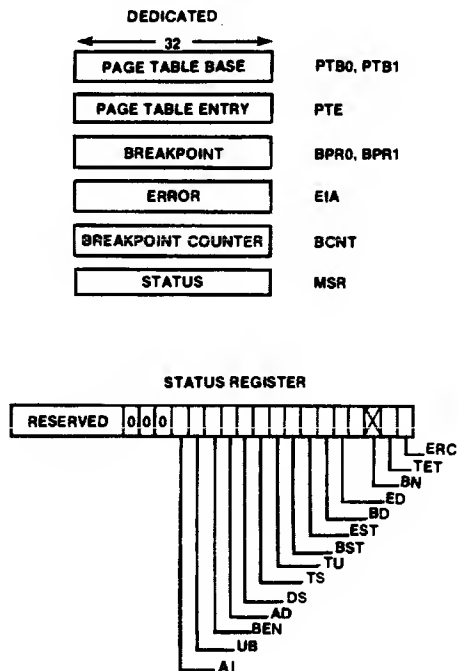 DEDICATED
32
PAGE TABLE BASE PTB0, PTB1
PAGE TABLE ENTRY PTE
BREAKPOINT BPR0, BPR1
ERROR EIA
BREAKPOINT COUNTER BCNT
STATUS MSR
STATUS REGISTER
RESERVED 0 0 0 X
ERC
TET
BN
ED
BD
EST
BST
TU
TS
DS
AD
BEN
UB
AI